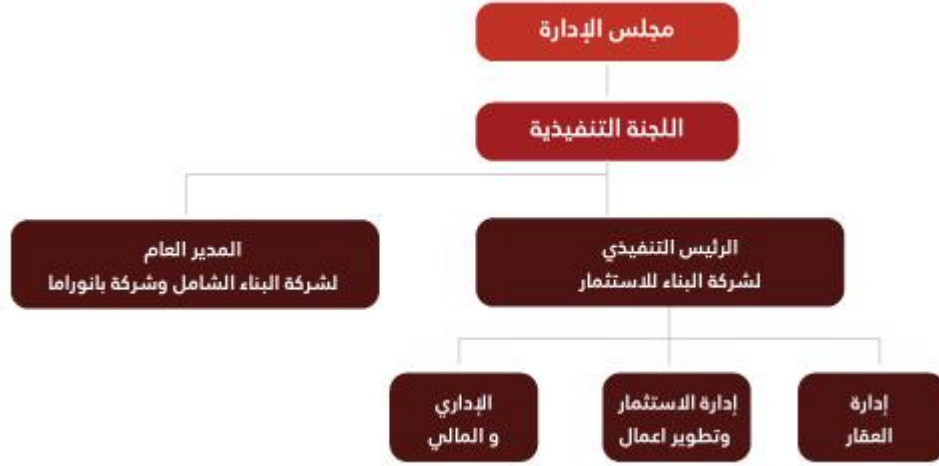 مجلس الإدارة
اللجنة التنفيذية
الرئيس التنفيذي
لشركة البناء للاستثمار
المدير العام
لشركة البناء الشامل وشركة بانوراما
إدارة
العقار
إدارة الاستثمار
وتطوير اعمال
الإداري
و المالي